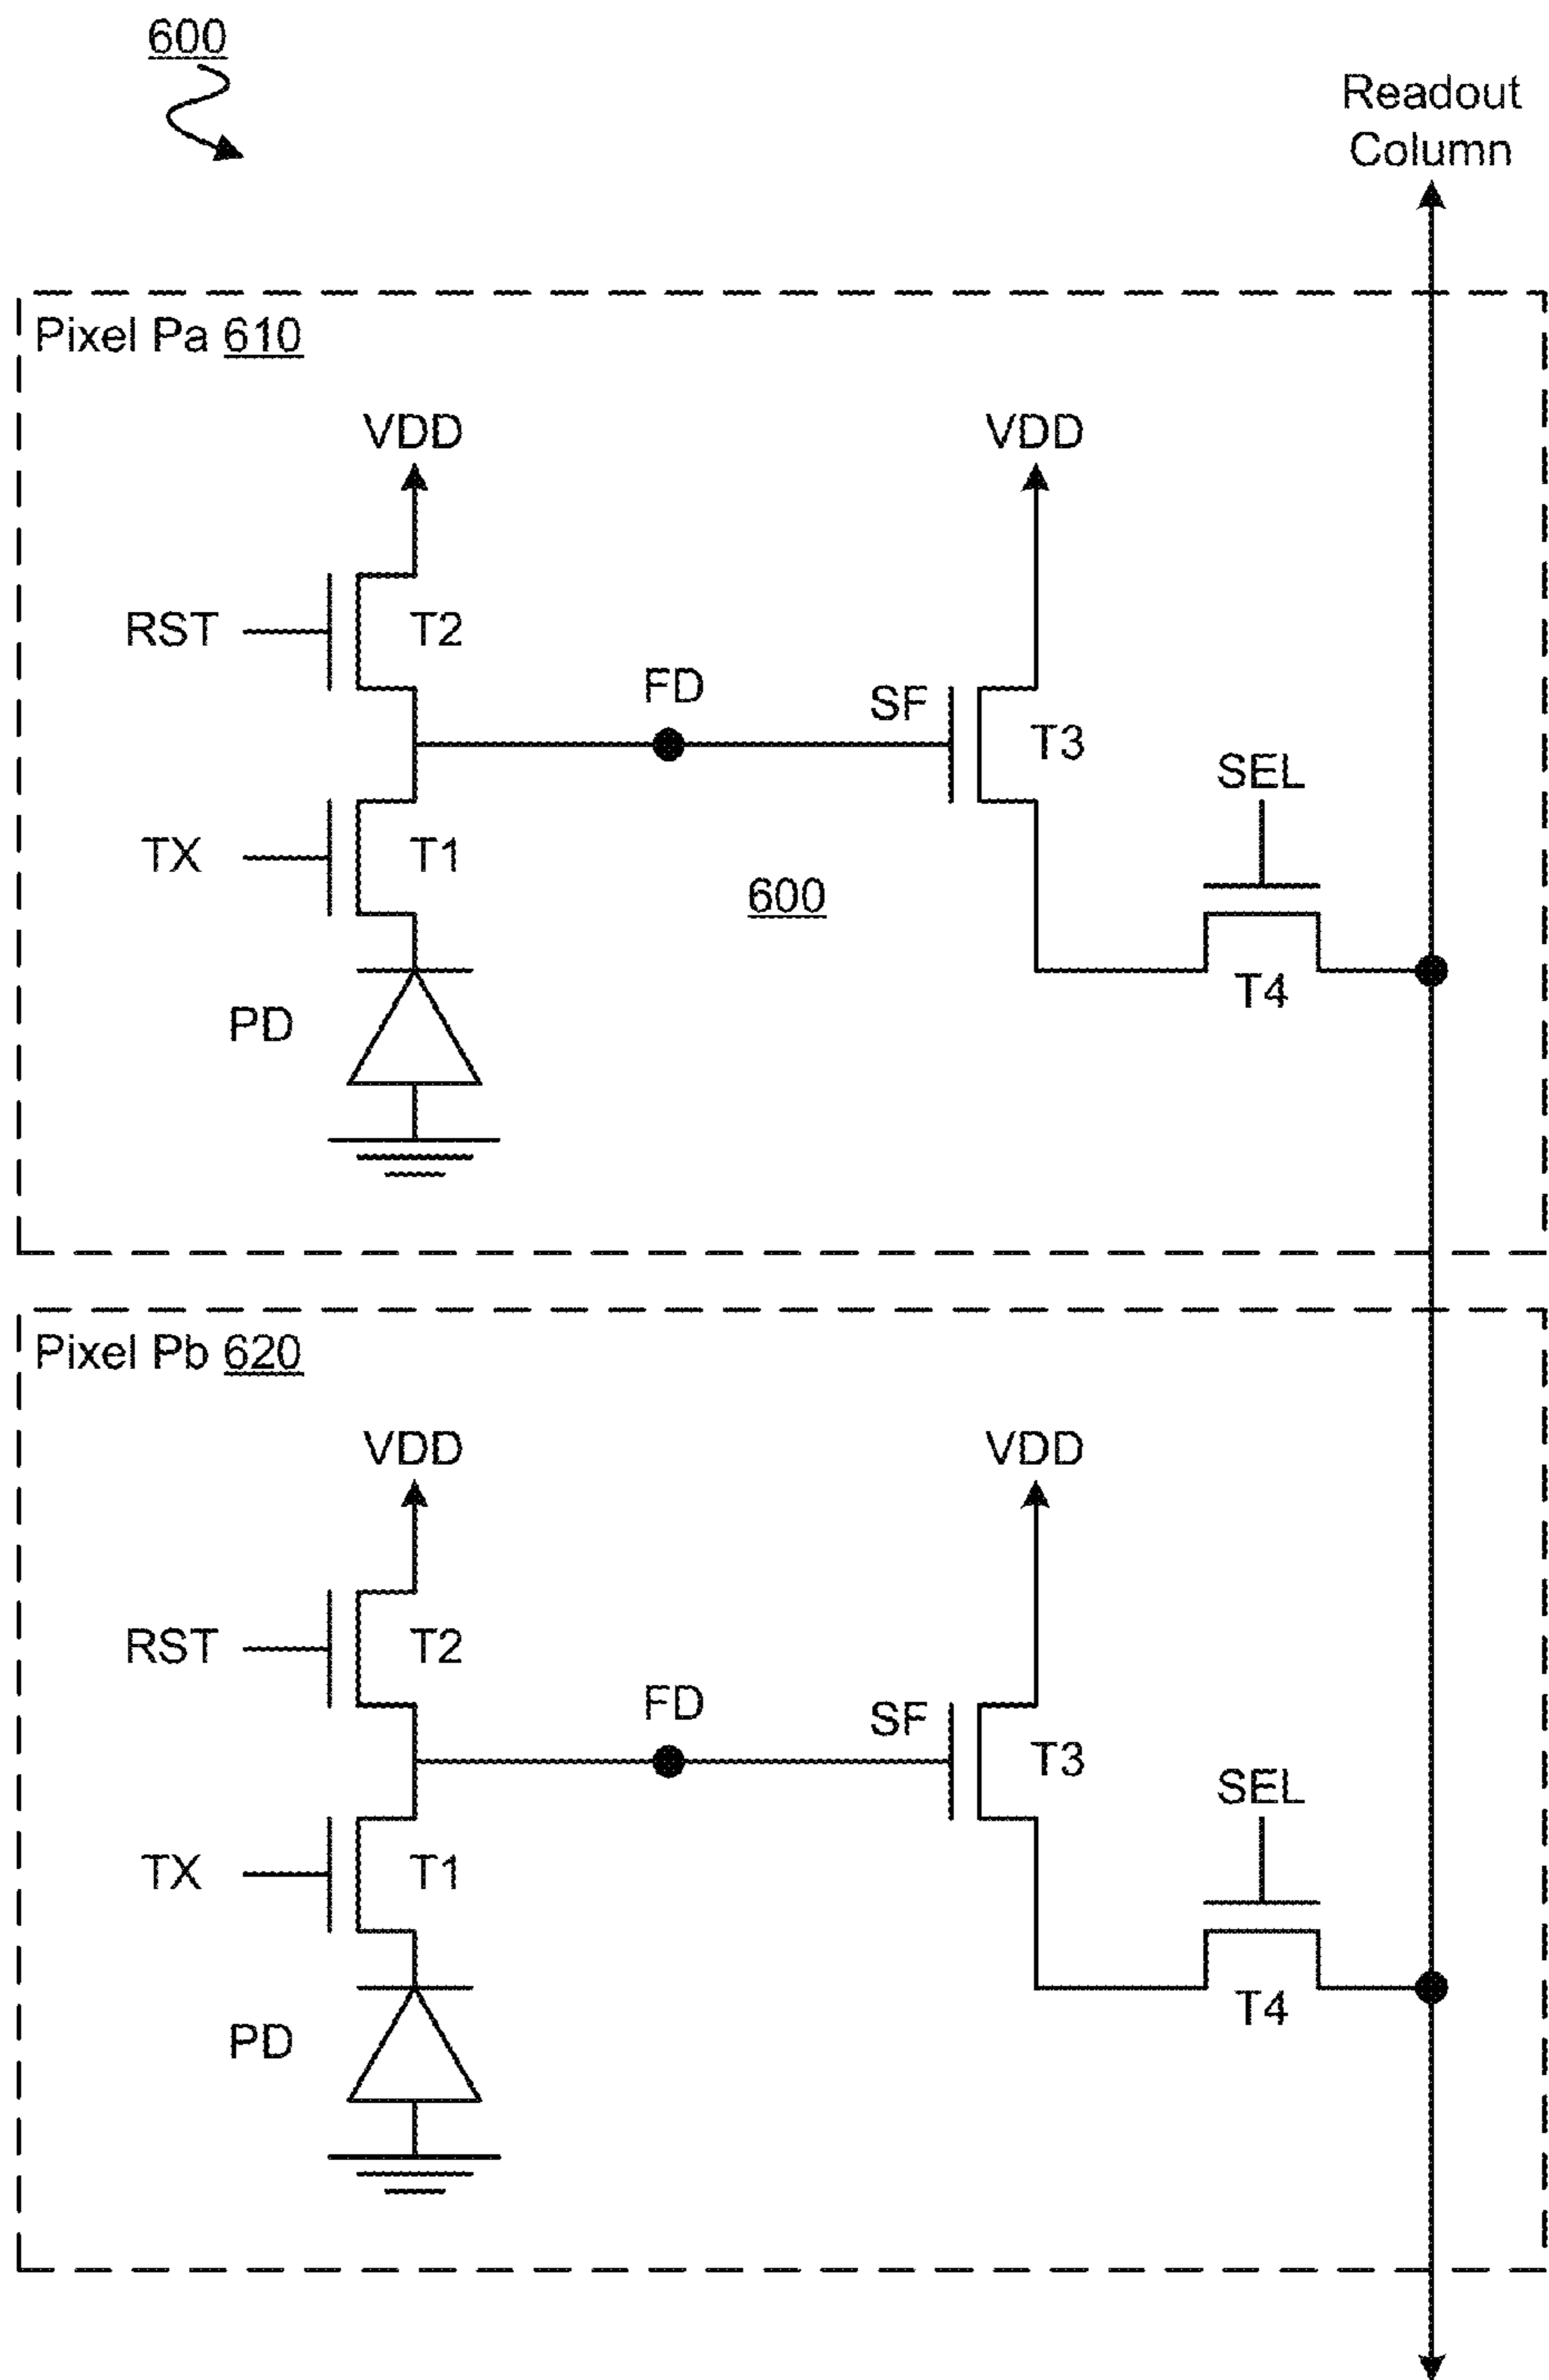 600
Readout
Column
Pixel Pa 610
VDD
VDD
RST
T2
FD
SF
T3
SEL
TX
T1
600
T4
PD
Pixel Pb 620
VDD
VDD
RST
T2
FD
SF
T3
SEL
TX
T1
T4
PD